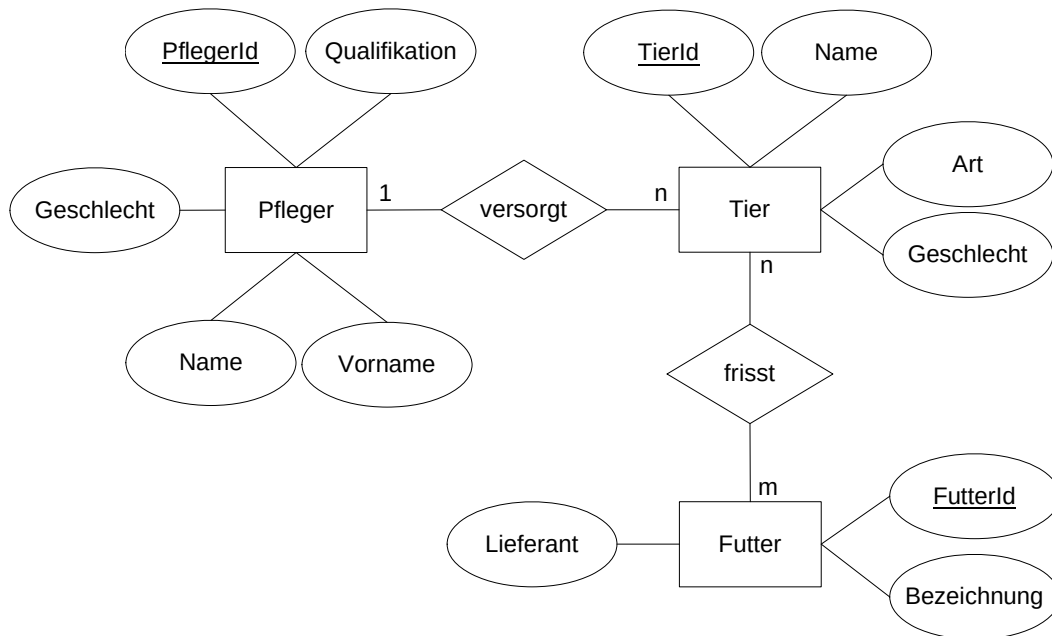 PflegerId
Qualifikation
TierId
Name
Geschlecht
Pfleger
1
versorgt
n
Tier
Art
Geschlecht
n
Name
Vorname
frisst
m
FutterId
Lieferant
Futter
Bezeichnung